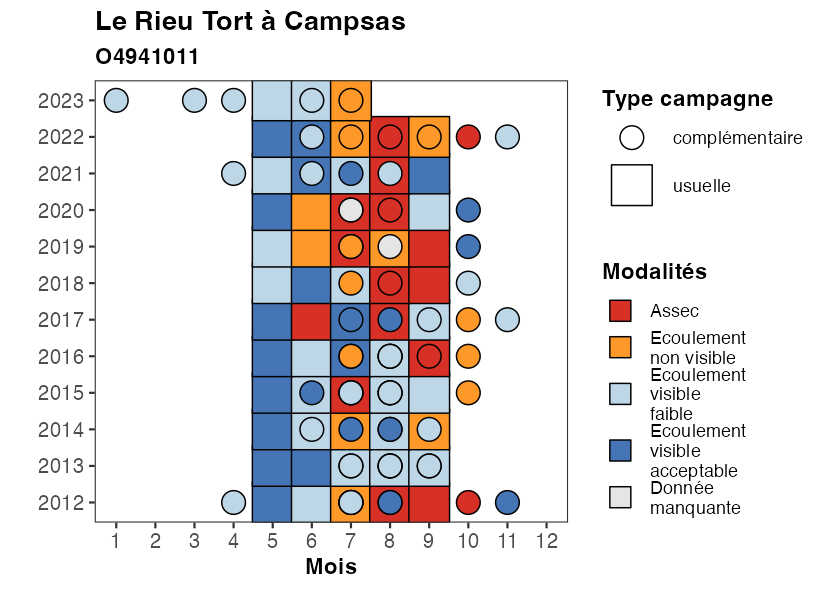 Le Rieu Tort à Campsas
O4941011
2023
2022
2021
2020
2019
2018
2017
2016
2015
2014
2013
2012
1 2 3 4 5 6 7 8 9 10 11 12
Mois
Type campagne
complémentaire
usuelle
Modalités
Assec
Ecoulement
non visible
Ecoulement
visible
faible
Ecoulement
visible
acceptable
Donnée
manquante